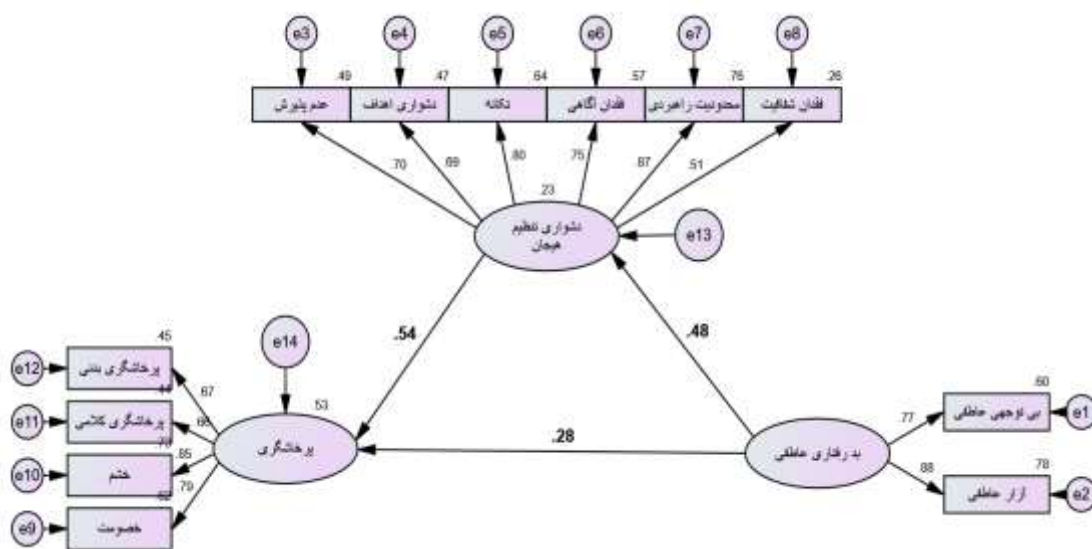 e3 e4 e5 e6 e7 e8
.49 .47 .64 .57 .76 .26
عدم پذیرش
دشواری اهداف
تکانه
فقدان آگاهی
محدودیت راهبردی
فقدان شفافیت
.70 .69 .80 .75 .87 .51
.23
دشواری تنظیم
هیجان
e13
.54
.48
e14
.45
e12
پرخاشگری بدنی
.67
.44
e11
پرخاشگری کلامی
.66
e10
خشم
.85
.79
.62
e9
خصومت
.53
پرخاشگری
.28
بد رفتاری عاطفی
.77
.60
بی توجهی عاطفی
e1
.88
.78
آزار عاطفی
e2